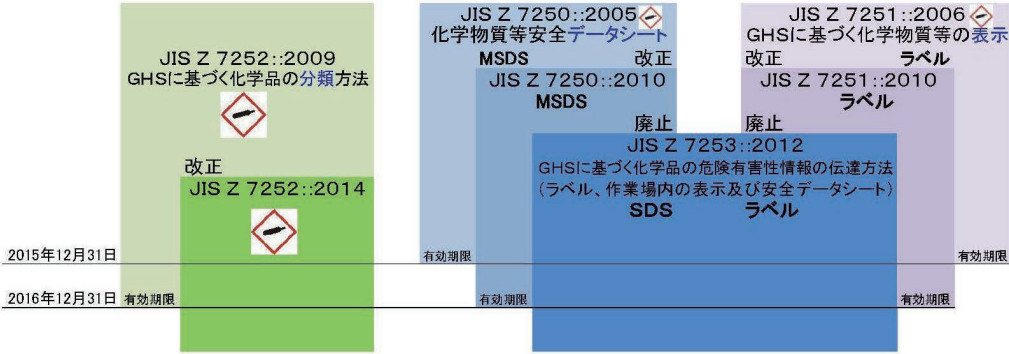 JIS Z 7252::2009
GHSに基づく化学品の分類方法
改正
JIS Z 7252::2014
JIS Z 7250::2005
化学物質等安全データシート
MSDS 改正
JIS Z 7250::2010
MSDS
廃止
JIS Z 7251::2006
GHSに基づく化学物質等の表示
改正 ラベル
JIS Z 7251::2010
ラベル
廃止
JIS Z 7253::2012
GHSに基づく化学品の危険有害性情報の伝達方法
(ラベル、作業場内の表示及び安全データシート)
SDS ラベル
2015年12月31日 有効期限 有効期限
2016年12月31日 有効期限 有効期限 有効期限